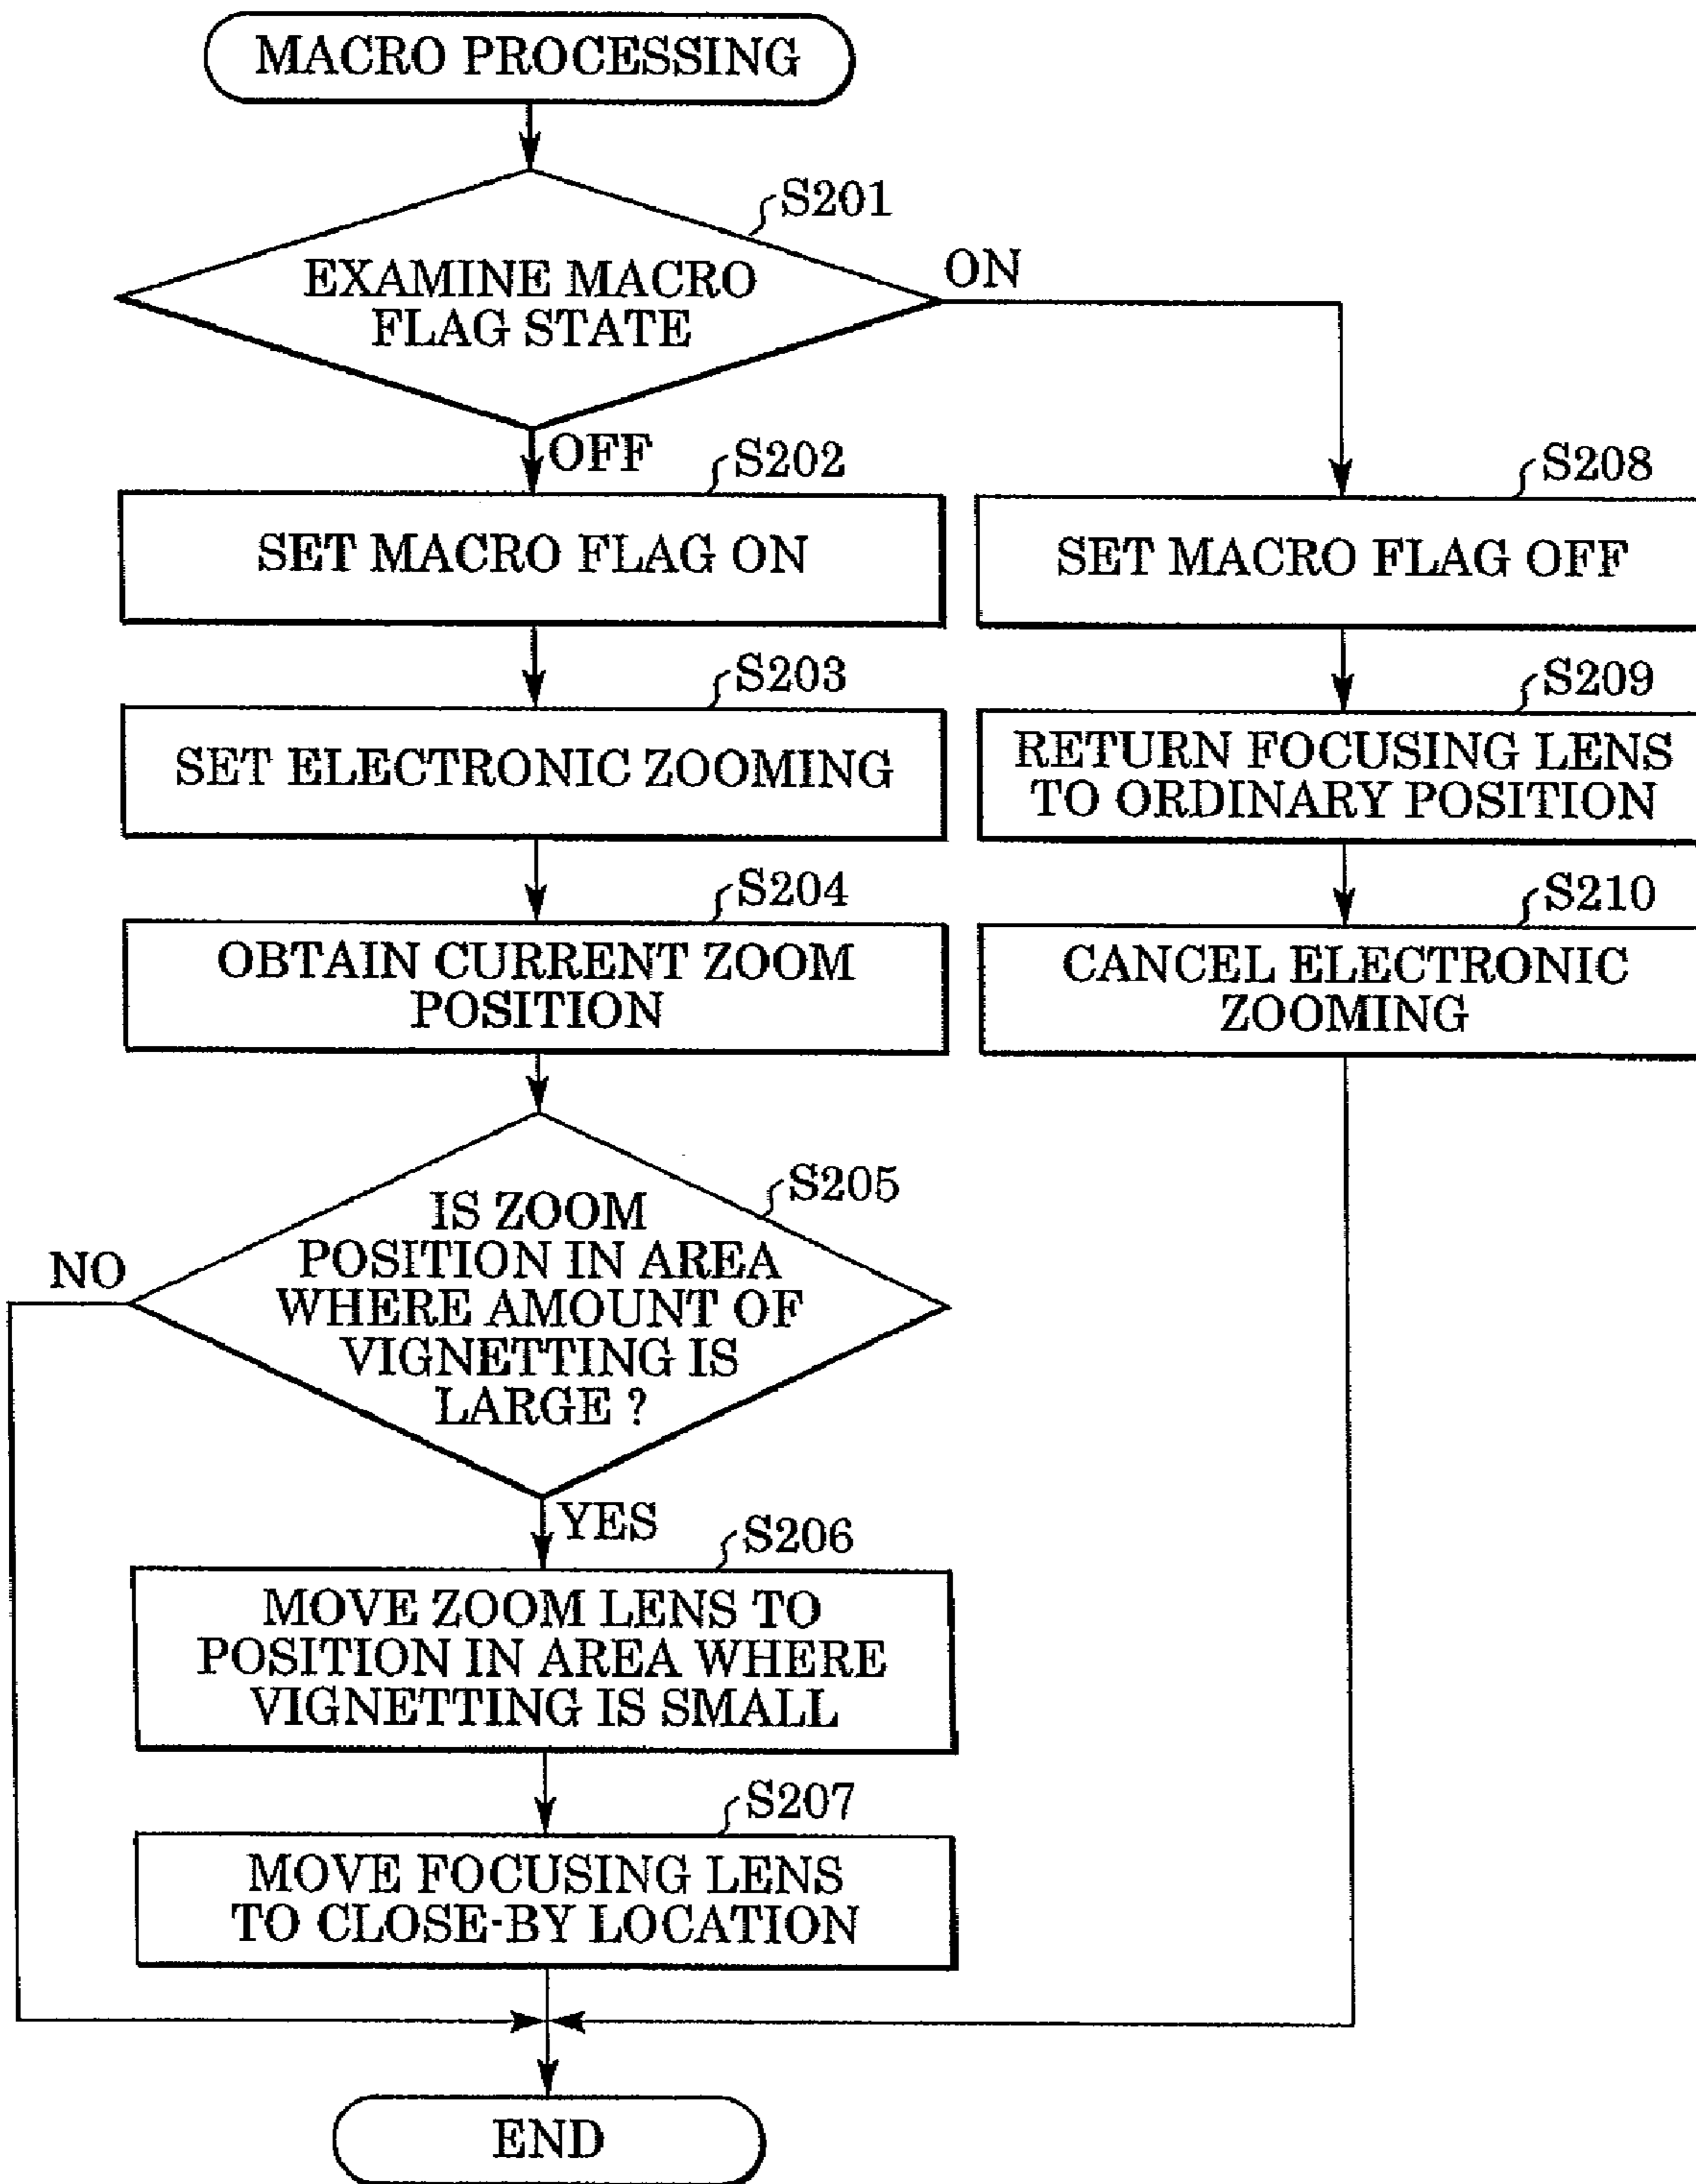 MACRO PROCESSING
S201
EXAMINE MACRO
FLAG STATE
ON
OFF
S202
SET MACRO FLAG ON
S203
SET ELECTRONIC ZOOMING
S204
OBTAIN CURRENT ZOOM
POSITION
S205
IS ZOOM
POSITION IN AREA
WHERE AMOUNT OF
VIGNETTING IS
LARGE ?
NO
YES
S206
MOVE ZOOM LENS TO
POSITION IN AREA WHERE
VIGNETTING IS SMALL
S207
MOVE FOCUSING LENS
TO CLOSE-BY LOCATION
S208
SET MACRO FLAG OFF
S209
RETURN FOCUSING LENS
TO ORDINARY POSITION
S210
CANCEL ELECTRONIC
ZOOMING
END